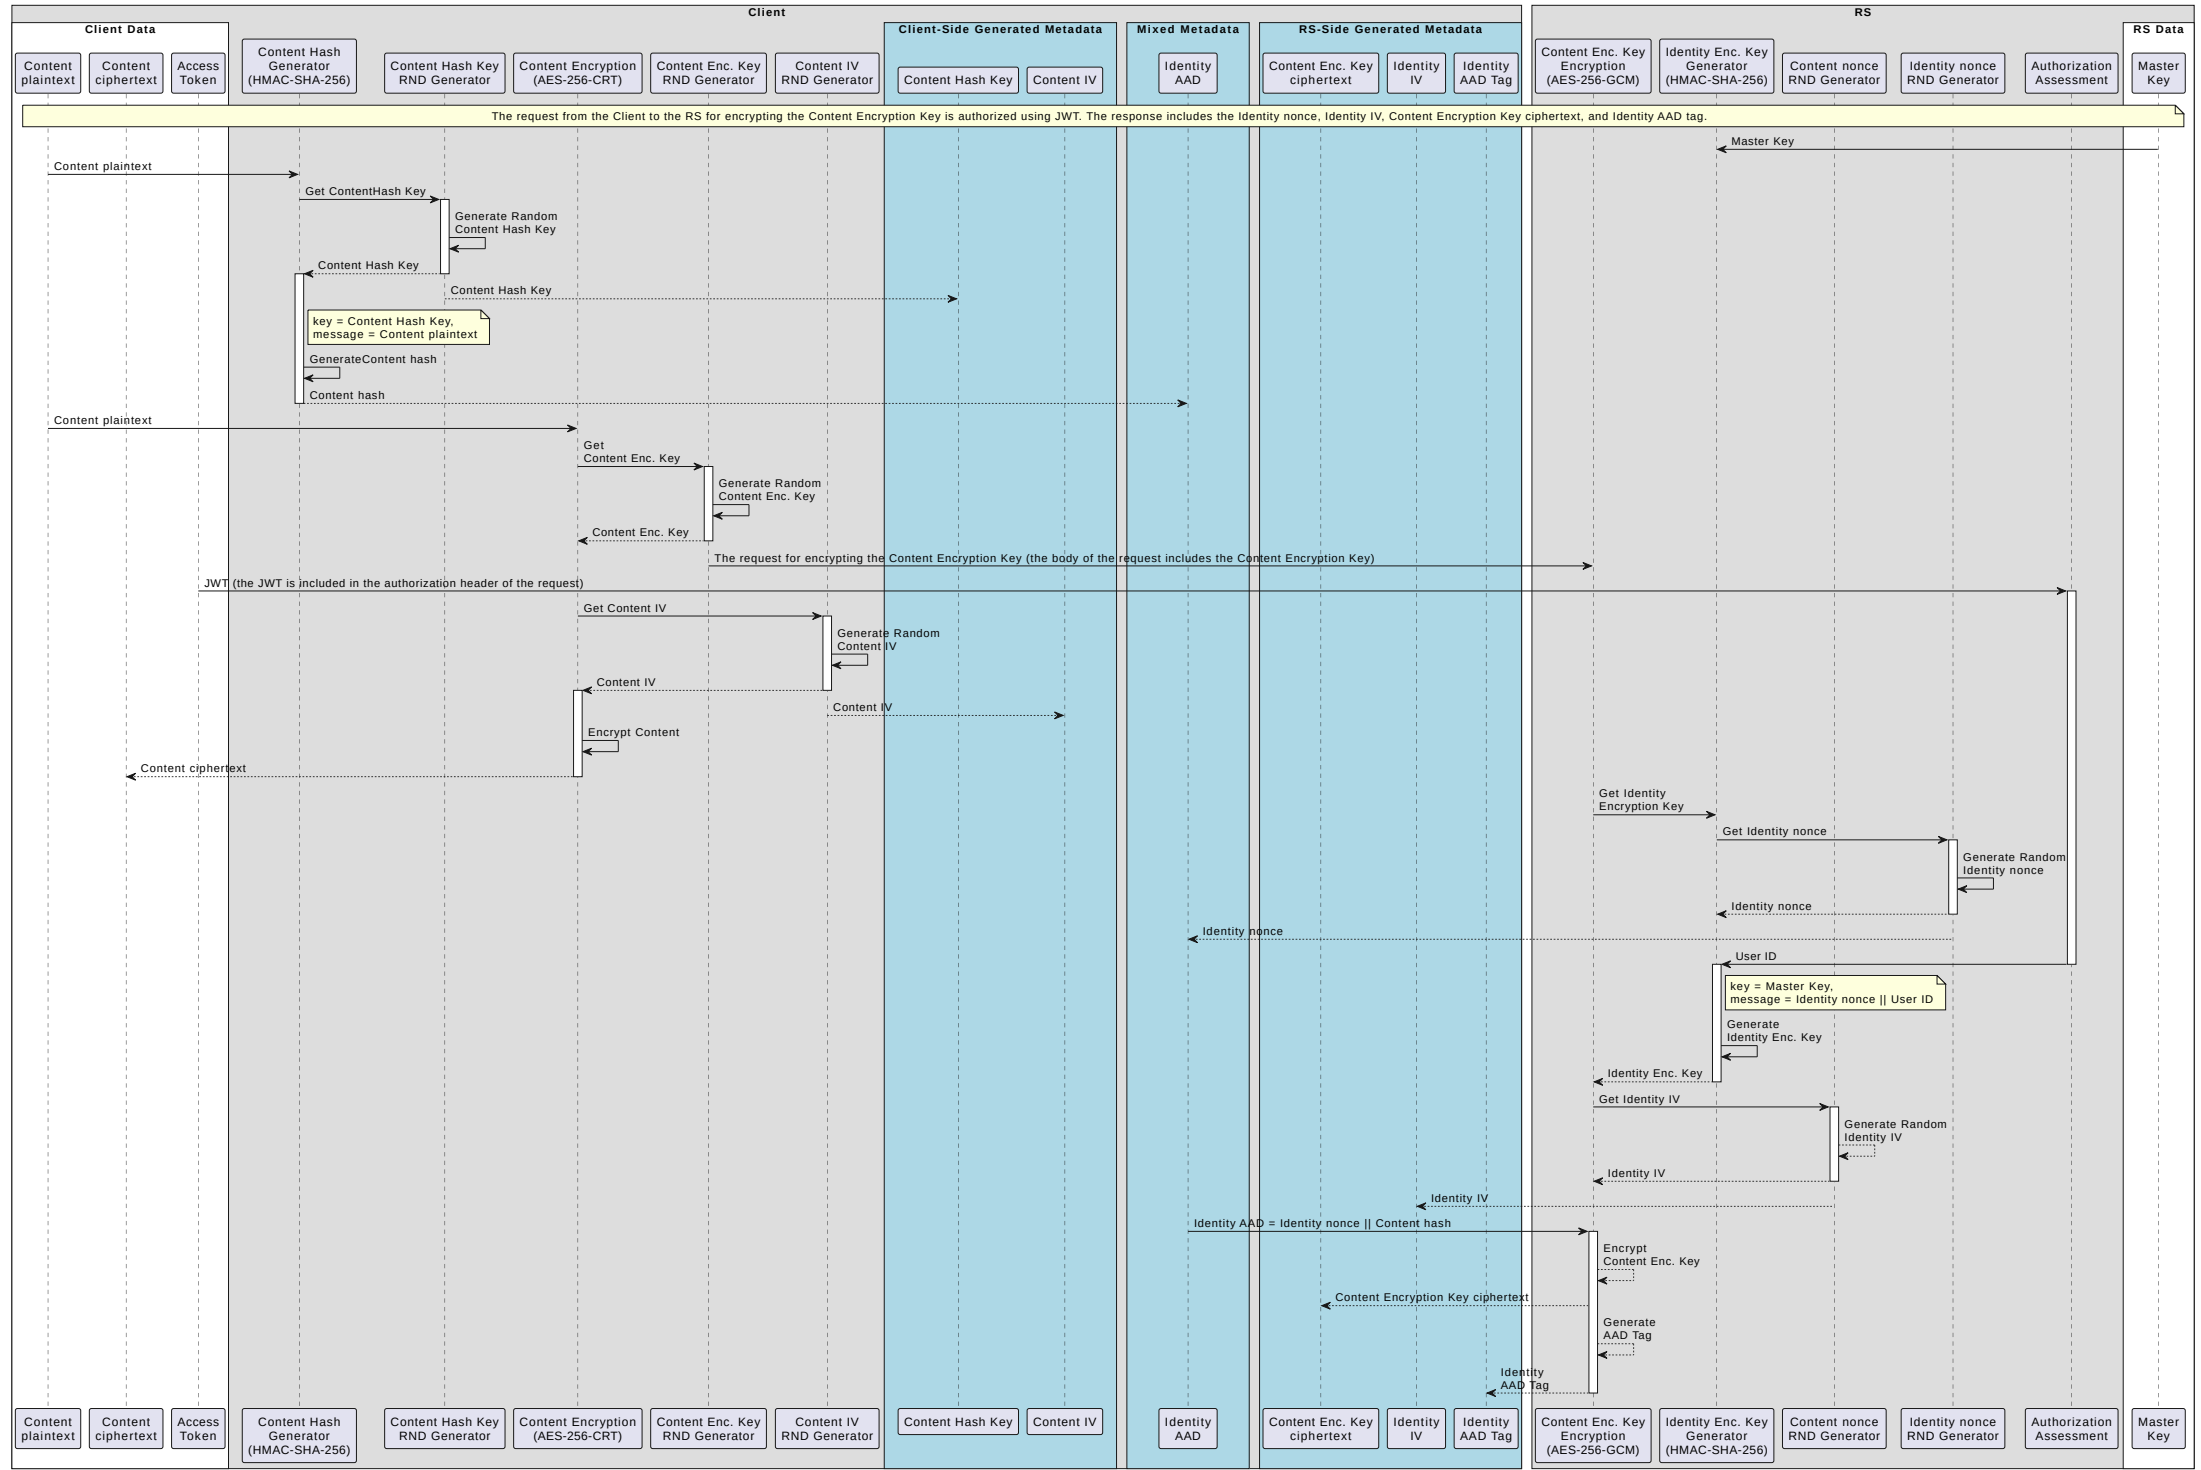 Client
RS
Client Data
Client-Side Generated Metadata
Mixed Metadata
RS-Side Generated Metadata
RS Data
Content
plaintext
Content
ciphertext
Access
Token
Content Hash
Generator
(HMAC-SHA-256)
Content Hash Key
RND Generator
Content Encryption
(AES-256-CRT)
Content Enc. Key
RND Generator
Content IV
RND Generator
Content Hash Key
Content IV
Identity
AAD
Content Enc. Key
ciphertext
Identity
IV
Identity
AAD Tag
Content Enc. Key
Encryption
(AES-256-GCM)
Identity Enc. Key
Generator
(HMAC-SHA-256)
Content nonce
RND Generator
Identity nonce
RND Generator
Authorization
Assessment
Master
Key
The request from the Client to the RS for encrypting the Content Encryption Key is authorized using JWT. The response includes the Identity nonce, Identity IV, Content Encryption Key ciphertext, and Identity AAD tag.
Master Key
Content plaintext
Get ContentHash Key
Generate Random
Content Hash Key
Content Hash Key
Content Hash Key
key = Content Hash Key,
message = Content plaintext
GenerateContent hash
Content hash
Content plaintext
Get
Content Enc. Key
Generate Random
Content Enc. Key
Content Enc. Key
The request for encrypting the Content Encryption Key (the body of the request includes the Content Encryption Key)
JWT (the JWT is included in the authorization header of the request)
Get Content IV
Generate Random
Content IV
Content IV
Content IV
Encrypt Content
Content ciphertext
Get Identity
Encryption Key
Get Identity nonce
Generate Random
Identity nonce
Identity nonce
Identity nonce
User ID
key = Master Key,
message = Identity nonce || User ID
Generate
Identity Enc. Key
Identity Enc. Key
Get Identity IV
Generate Random
Identity IV
Identity IV
Identity IV
Identity AAD = Identity nonce || Content hash
Encrypt
Content Enc. Key
Content Encryption Key ciphertext
Generate
AAD Tag
Identity
AAD Tag
Content
plaintext
Content
ciphertext
Access
Token
Content Hash
Generator
(HMAC-SHA-256)
Content Hash Key
RND Generator
Content Encryption
(AES-256-CRT)
Content Enc. Key
RND Generator
Content IV
RND Generator
Content Hash Key
Content IV
Identity
AAD
Content Enc. Key
ciphertext
Identity
IV
Identity
AAD Tag
Content Enc. Key
Encryption
(AES-256-GCM)
Identity Enc. Key
Generator
(HMAC-SHA-256)
Content nonce
RND Generator
Identity nonce
RND Generator
Authorization
Assessment
Master
Key